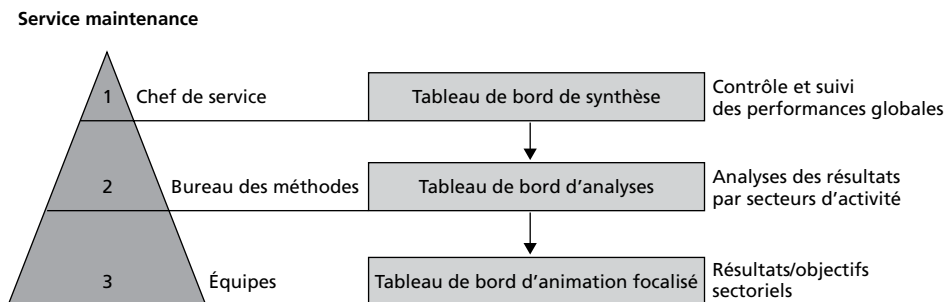 Service maintenance
1 Chef de service
Tableau de bord de synthèse
Contrôle et suivi
des performances globales
2 Bureau des méthodes
Tableau de bord d’analyses
Analyses des résultats
par secteurs d’activité
3 Équipes
Tableau de bord d’animation focalisé
Résultats/objectifs
sectoriels